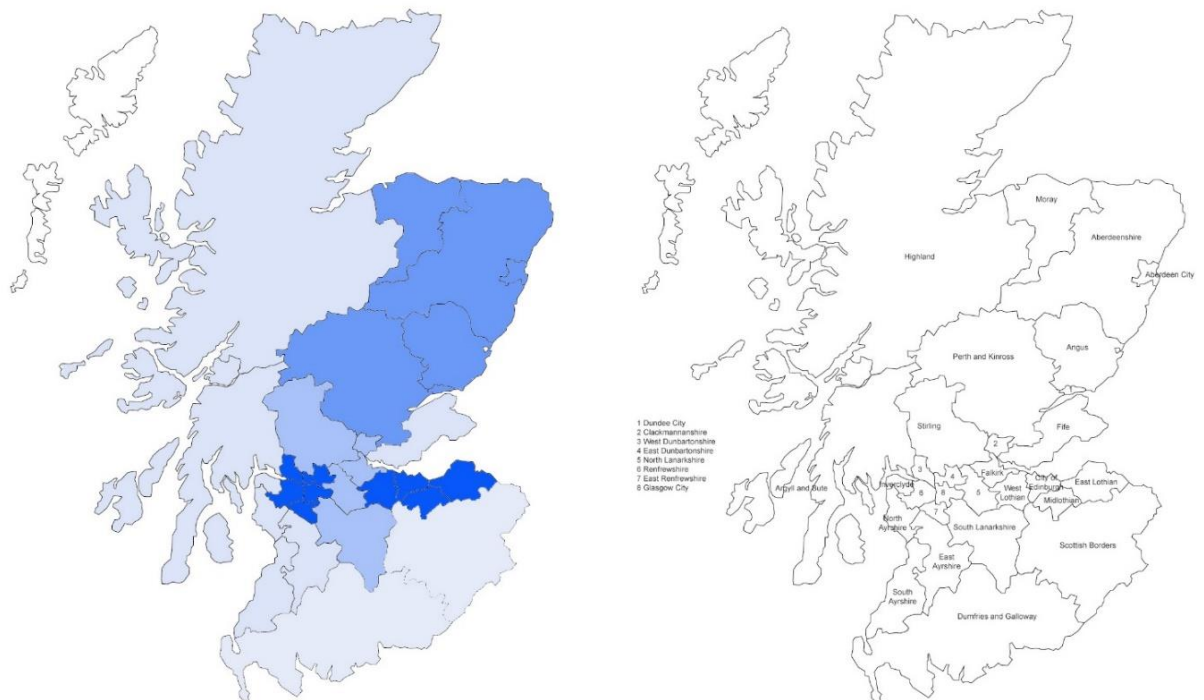 Moray
Aberdeenshire
Highland
Aberdeen City
Angus
Perth and Kinross
1 Dundee City
2 Clackmannanshire
3 West Dunbartonshire
4 East Dunbartonshire
5 North Lanarkshire
6 Renfrewshire
7 East Renfrewshire
8 Glasgow City
Stirling
Fife
2
3
4
Falkirk
Inverclyde
Argyll and Bute
6
8
5
West
Lothian
City of
Edinburgh
East Lothian
Midlothian
7
North
Ayrshire
South Lanarkshire
Scottish Borders
East
Ayrshire
South
Ayrshire
Dumfries and Galloway